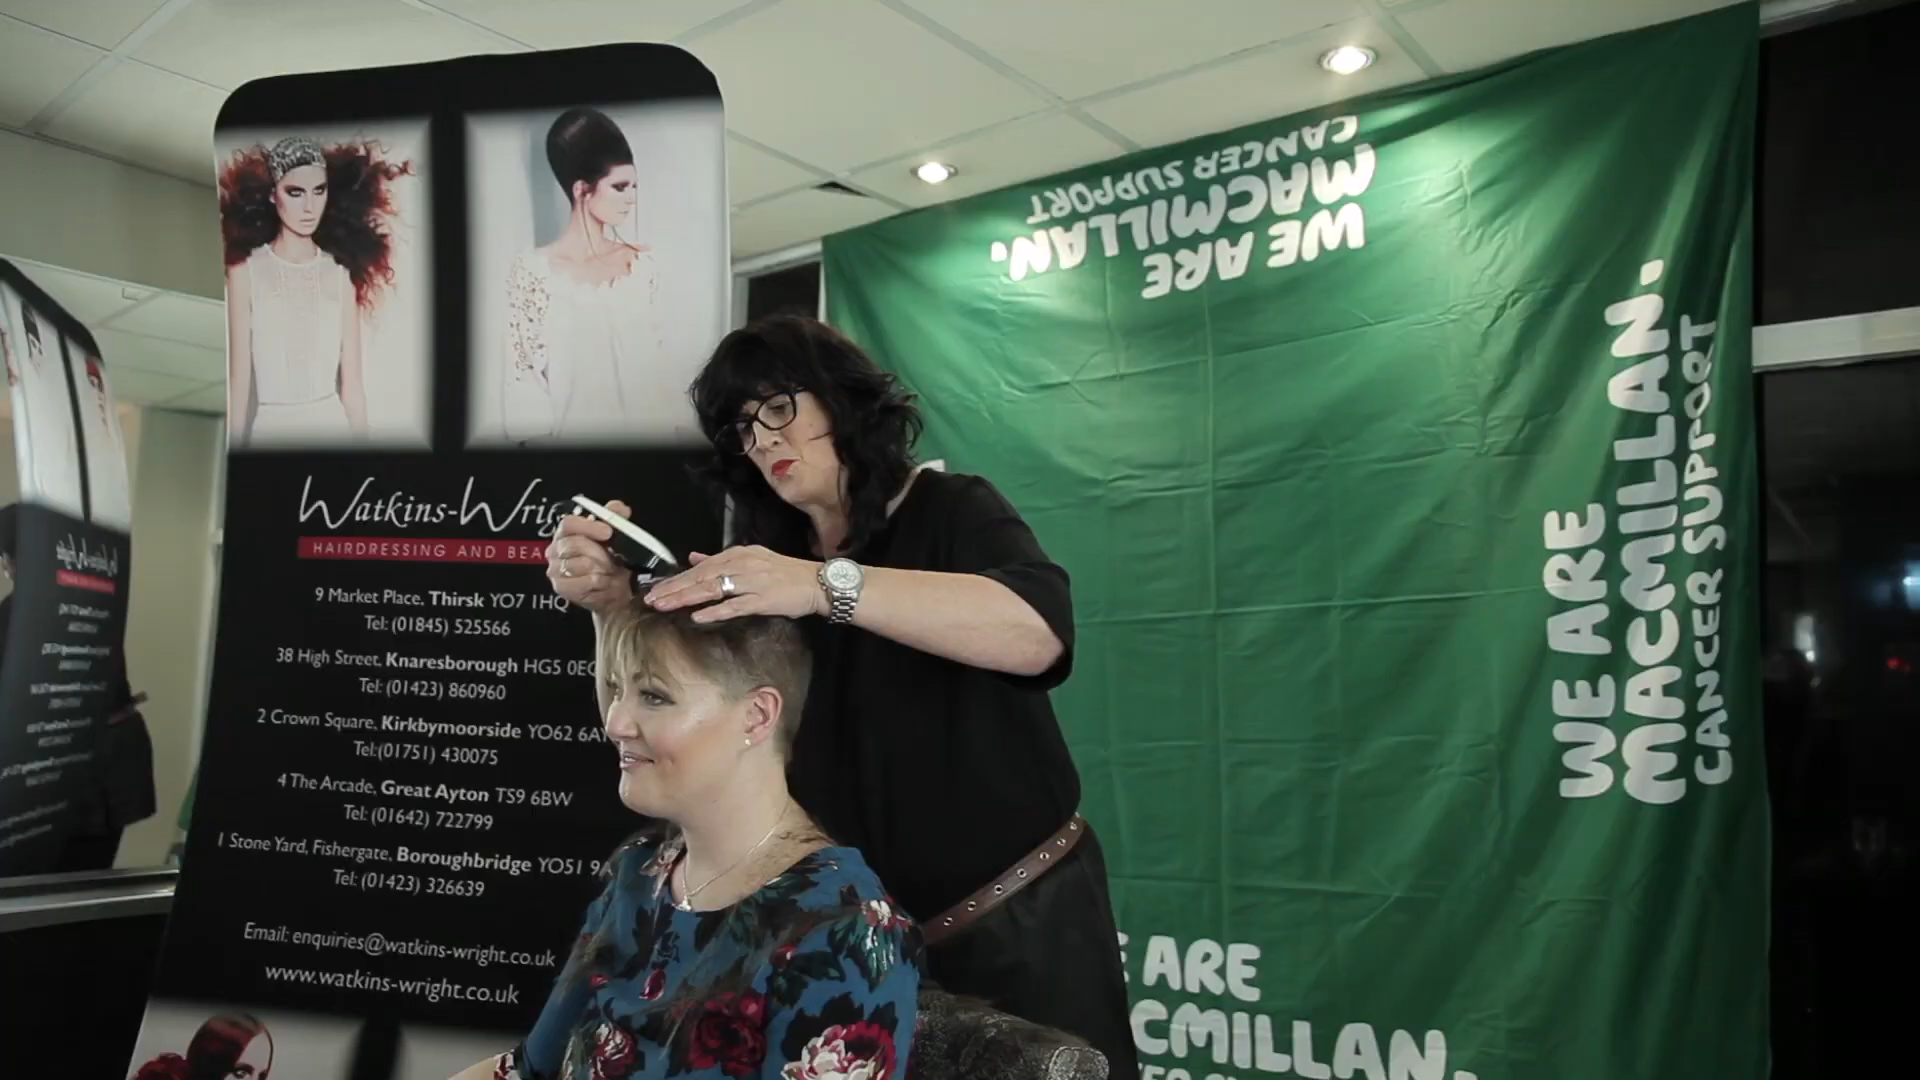 Watkins-Wrig
HAIRDRESSING AND BEA
9 Market Place, Thirsk YO7 1HQ
Tel: (01845) 525566
38 High Street, Knaresborough HG5 0E
Tel: (01423) 860960
2 Crown Square, Kirkbymoorside YO62 6AY
Tel:(01751) 430075
4 The Arcade, Great Ayton TS9 6BW
Tel: (01642) 722799
1 Stone Yard, Fishergate, Boroughbridge YO51 9
Tel: (01423) 326639
Email: enquiries@watkins-wright.co.uk
www.watkins-wright.co.uk
WE ARE
MACMILLAN.
CANCER SUPPORT
WE ARE
MACMILLAN.
CANCER SUPPORT
E ARE
CMILLAN.